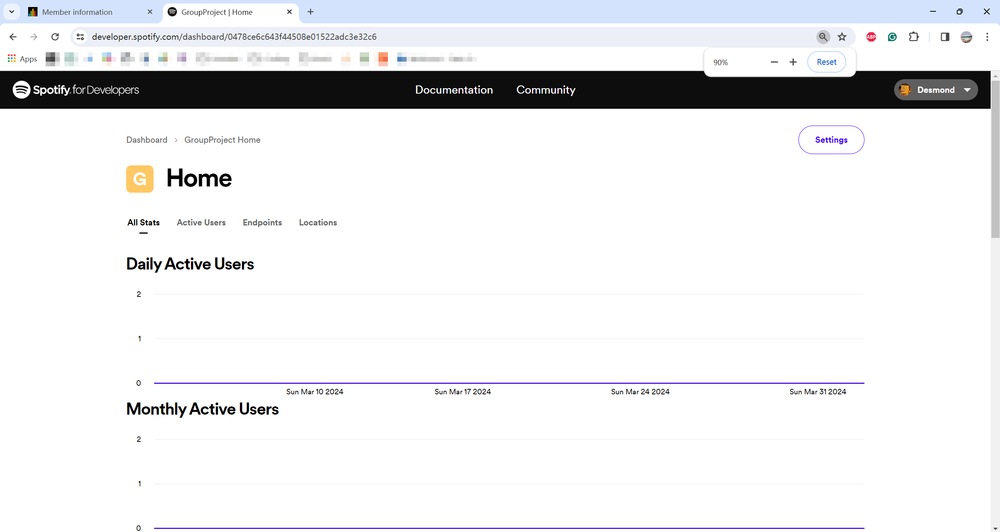 Member information
GroupProject | Home
developer.spotify.com/dashboard/0478ce6c643f44508e01522adc3e32c6
ABP
Apps
90%
Reset
Spotify for Developers
Documentation
Community
Desmond
Dashboard > GroupProject Home
Settings
G
Home
All Stats
Active Users
Endpoints
Locations
Daily Active Users
2
1
0
Sun Mar 10 2024
Sun Mar 17 2024
Sun Mar 24 2024
Sun Mar 31 2024
Monthly Active Users
2
1
0